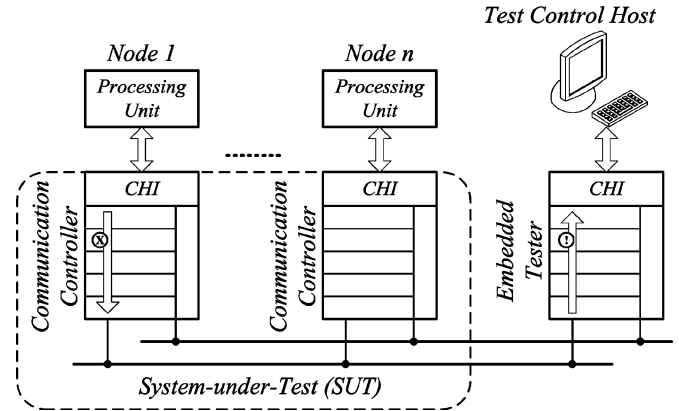 Test Control Host
Node 1
Node n
Processing
Unit
Processing
Unit
CHI
CHI
CHI
Communication
Controller
Communication
Controller
Embedded
Tester
X
!
System-under-Test (SUT)